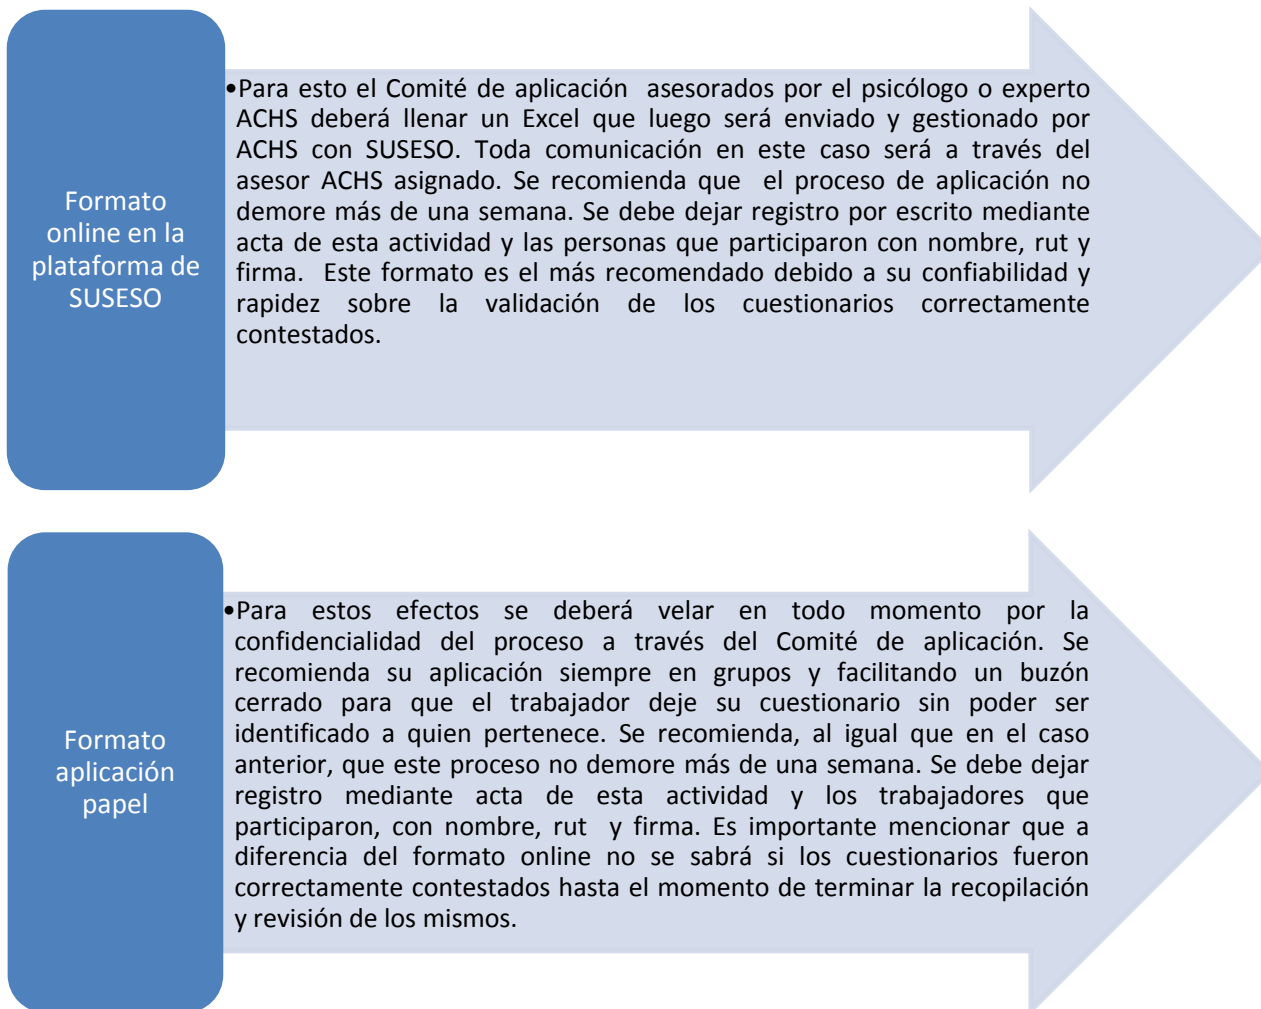 Formato
online en la
plataforma de
SUSESO
•Para esto el Comité de aplicación asesorados por el psicólogo o experto
ACHS deberá llenar un Excel que luego será enviado y gestionado por
ACHS con SUSESO. Toda comunicación en este caso será a través del
asesor ACHS asignado. Se recomienda que el proceso de aplicación no
demore más de una semana. Se debe dejar registro por escrito mediante
acta de esta actividad y las personas que participaron con nombre, rut y
firma. Este formato es el más recomendado debido a su confiabilidad y
rapidez sobre la validación de los cuestionarios correctamente
contestados.
Formato
aplicación
papel
•Para estos efectos se deberá velar en todo momento por la
confidencialidad del proceso a través del Comité de aplicación. Se
recomienda su aplicación siempre en grupos y facilitando un buzón
cerrado para que el trabajador deje su cuestionario sin poder ser
identificado a quien pertenece. Se recomienda, al igual que en el caso
anterior, que este proceso no demore más de una semana. Se debe dejar
registro mediante acta de esta actividad y los trabajadores que
participaron, con nombre, rut y firma. Es importante mencionar que a
diferencia del formato online no se sabrá si los cuestionarios fueron
correctamente contestados hasta el momento de terminar la recopilación
y revisión de los mismos.